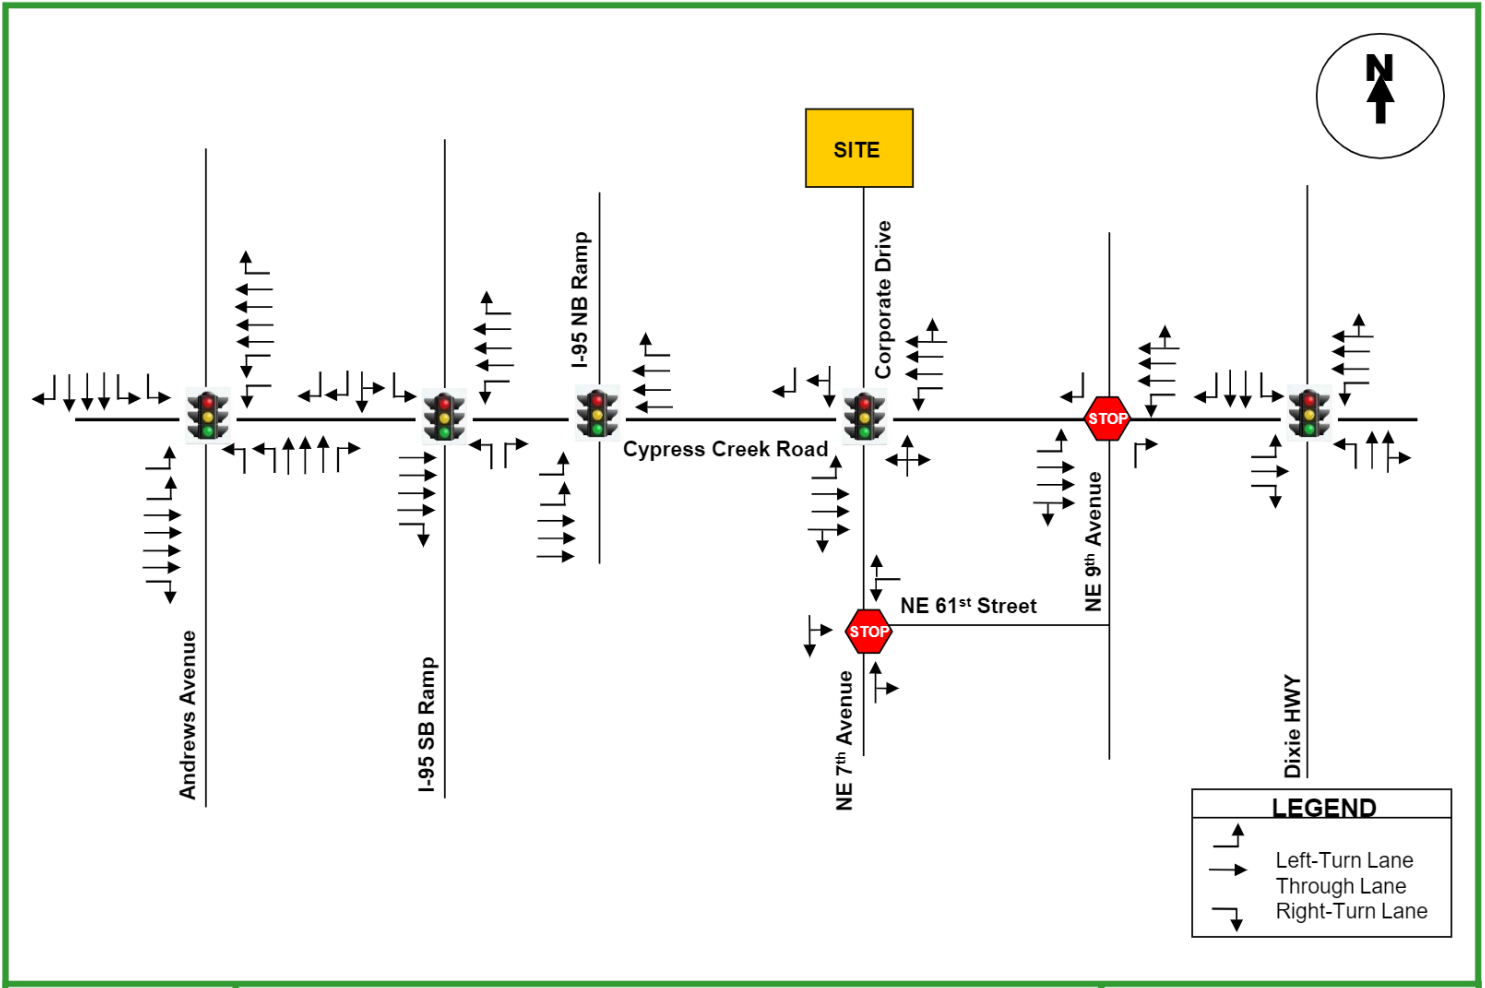 N
SITE
Corporate Drive
I-95 NB Ramp
STOP
Cypress Creek Road
NE 9th Avenue
NE 61st Street
STOP
Andrews Avenue
I-95 SB Ramp
NE 7th Avenue
Dixie HWY
LEGEND
Left-Turn Lane
Through Lane
Right-Turn Lane